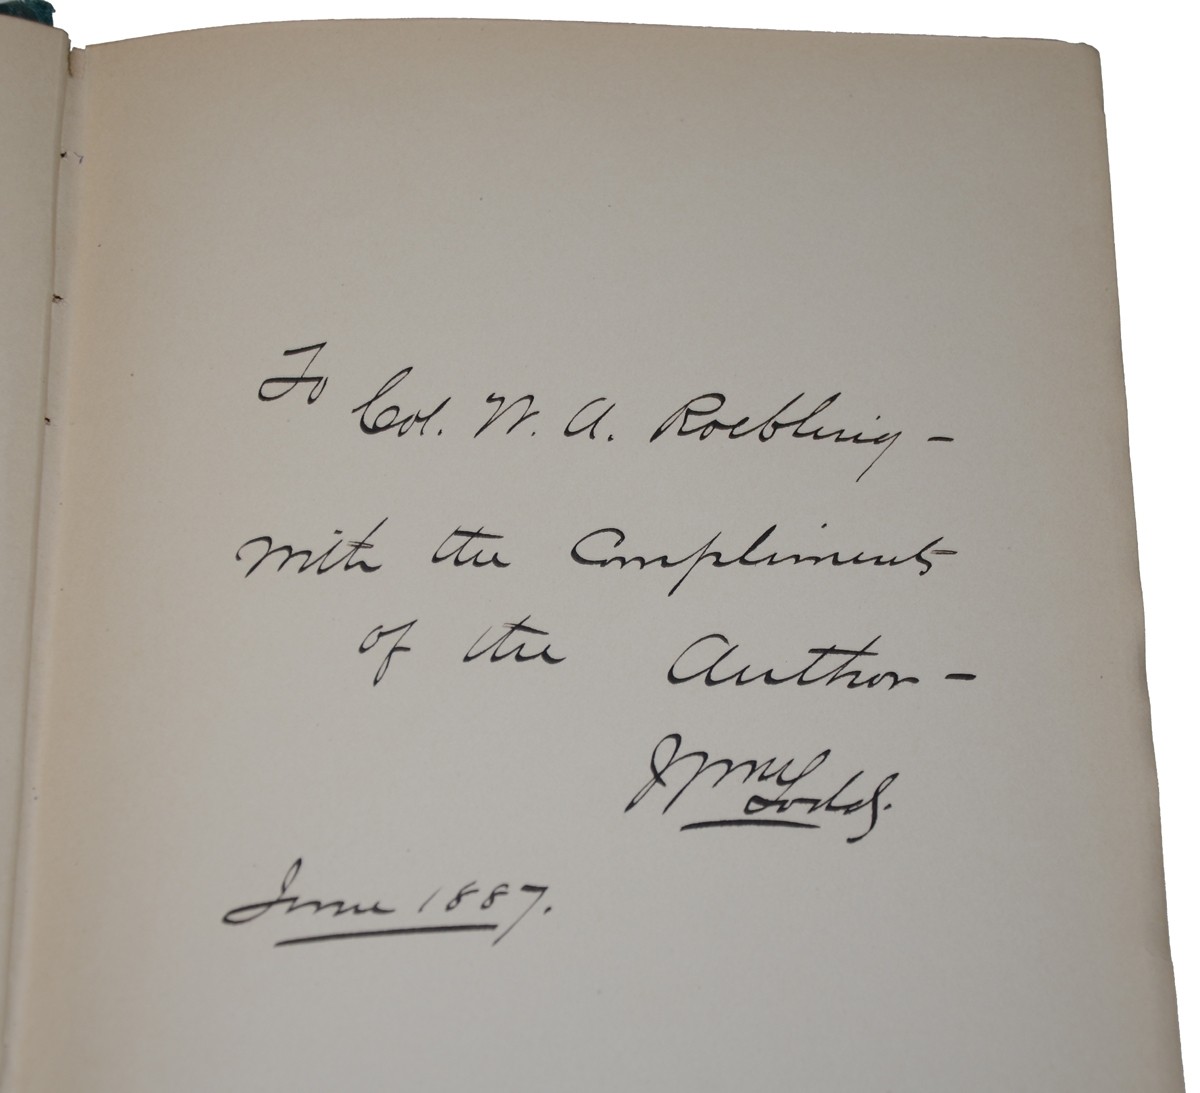 To Col. W. A. Roebling –
with the Compliments
of the Author –
June 1887.